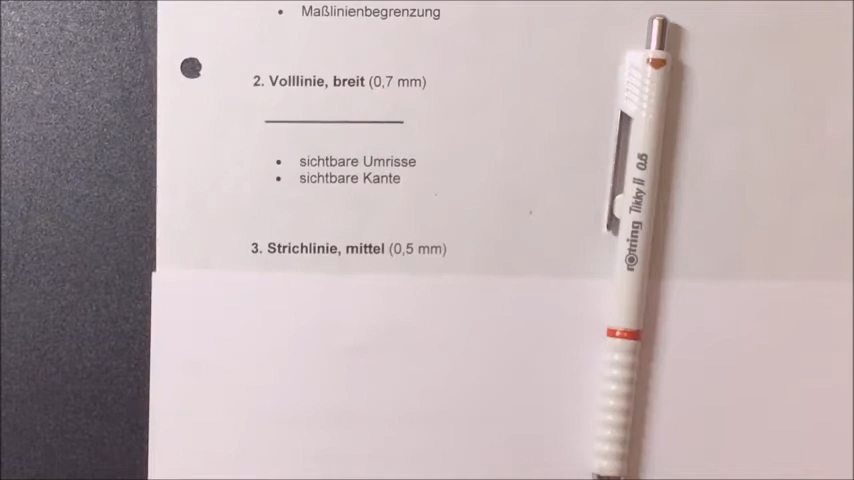 • Maßlinienbegrenzung
2. Volllinie, breit (0,7 mm)
• sichtbare Umrisse
• sichtbare Kante
3. Strichlinie, mittel (0,5 mm)
rotring Tikky II 0.5